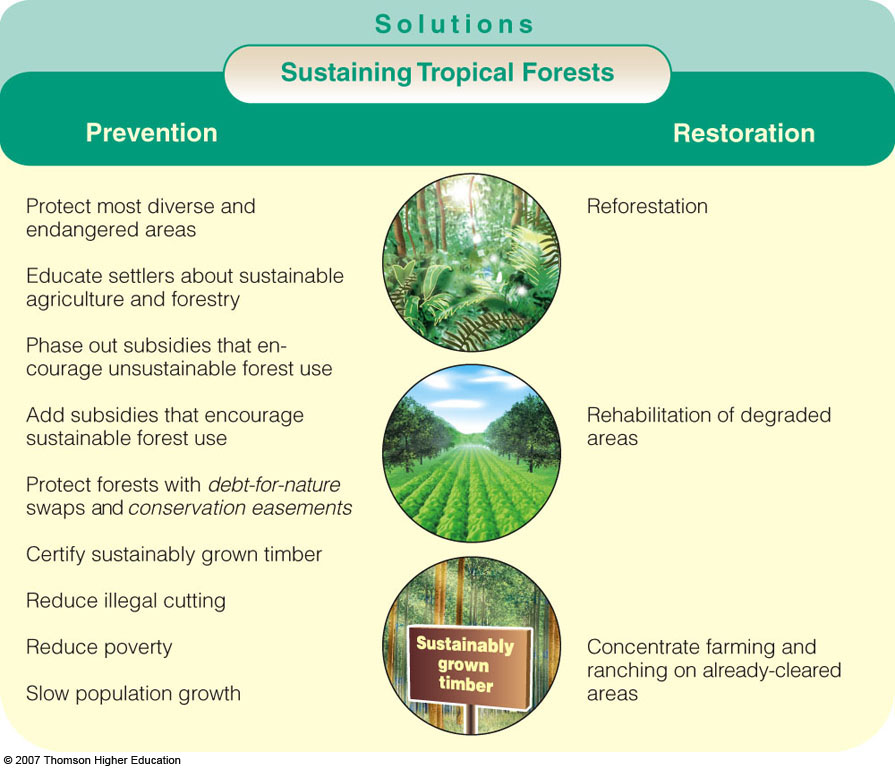 Solutions
Sustaining Tropical Forests
Prevention
Restoration
Protect most diverse and
endangered areas
Educate settlers about sustainable
agriculture and forestry
Phase out subsidies that en-
courage unsustainable forest use
Add subsidies that encourage
sustainable forest use
Protect forests with debt-for-nature
swaps and conservation easements
Certify sustainably grown timber
Reduce illegal cutting
Reduce poverty
Slow population growth
Sustainably
grown
timber
Reforestation
Rehabilitation of degraded
areas
Concentrate farming and
ranching on already-cleared
areas
© 2007 Thomson Higher Education